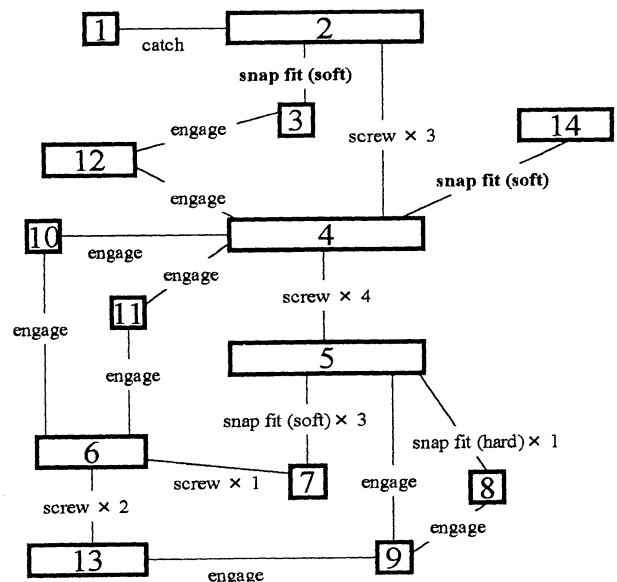 1
catch
2
snap fit (soft)
3
screw × 3
14
engage
12
snap fit (soft)
engage
10
engage
4
engage
11
screw × 4
engage
engage
5
snap fit (soft) × 3
snap fit (hard) × 1
6
screw × 1
7
engage
8
screw × 2
engage
13
engage
9